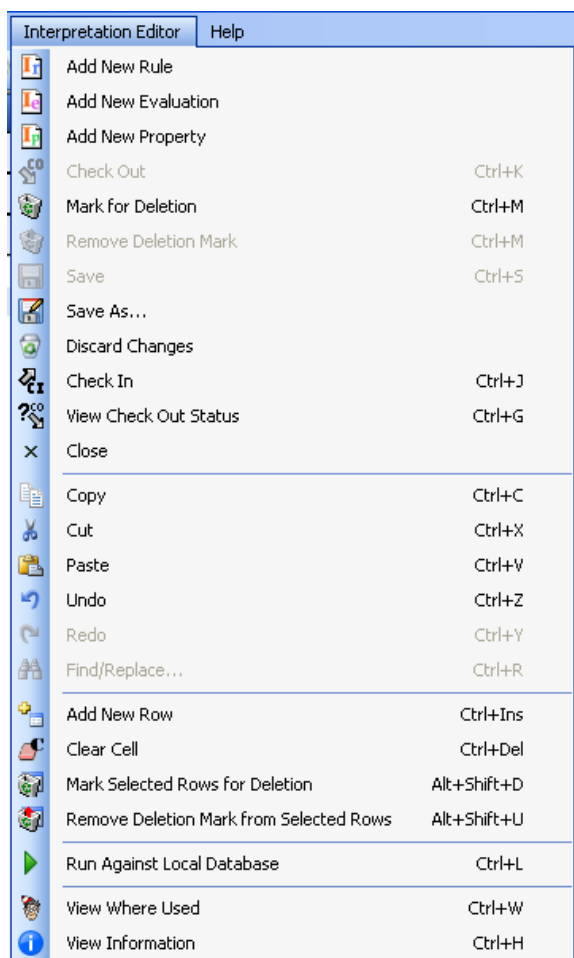 Interpretation Editor Help
Add New Rule
Add New Evaluation
Add New Property
Check Out Ctrl+K
Mark for Deletion Ctrl+M
Remove Deletion Mark Ctrl+M
Save Ctrl+S
Save As...
Discard Changes
Check In Ctrl+J
View Check Out Status Ctrl+G
Close
Copy Ctrl+C
Cut Ctrl+X
Paste Ctrl+V
Undo Ctrl+Z
Redo Ctrl+Y
Find/Replace... Ctrl+R
Add New Row Ctrl+Ins
Clear Cell Ctrl+Del
Mark Selected Rows for Deletion Alt+Shift+D
Remove Deletion Mark from Selected Rows Alt+Shift+U
Run Against Local Database Ctrl+L
View Where Used Ctrl+W
View Information Ctrl+H